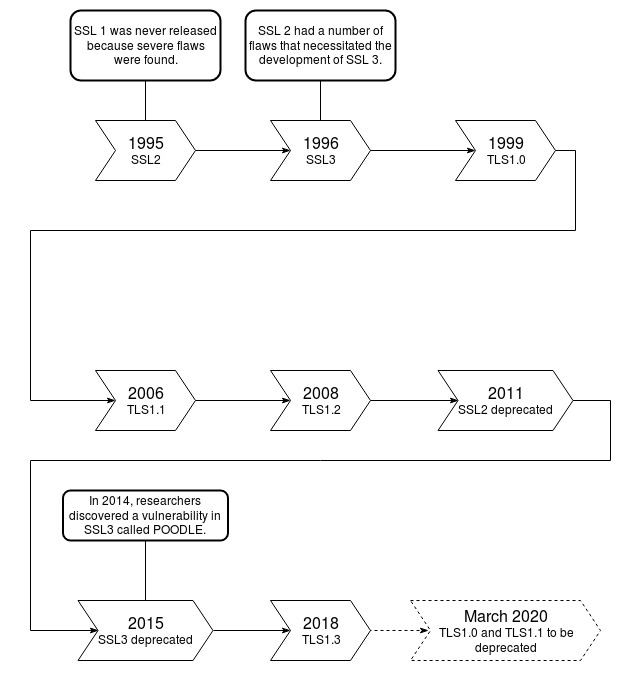 SSL 1 was never released
because severe flaws
were found.
SSL 2 had a number of
flaws that necessitated the
development of SSL 3.
1995
SSL2
1996
SSL3
1999
TLS1.0
2006
TLS1.1
2008
TLS1.2
2011
SSL2 deprecated
In 2014, researchers
discovered a vulnerability in
SSL3 called POODLE.
2015
SSL3 deprecated
2018
TLS1.3
March 2020
TLS1.0 and TLS1.1 to be
deprecated